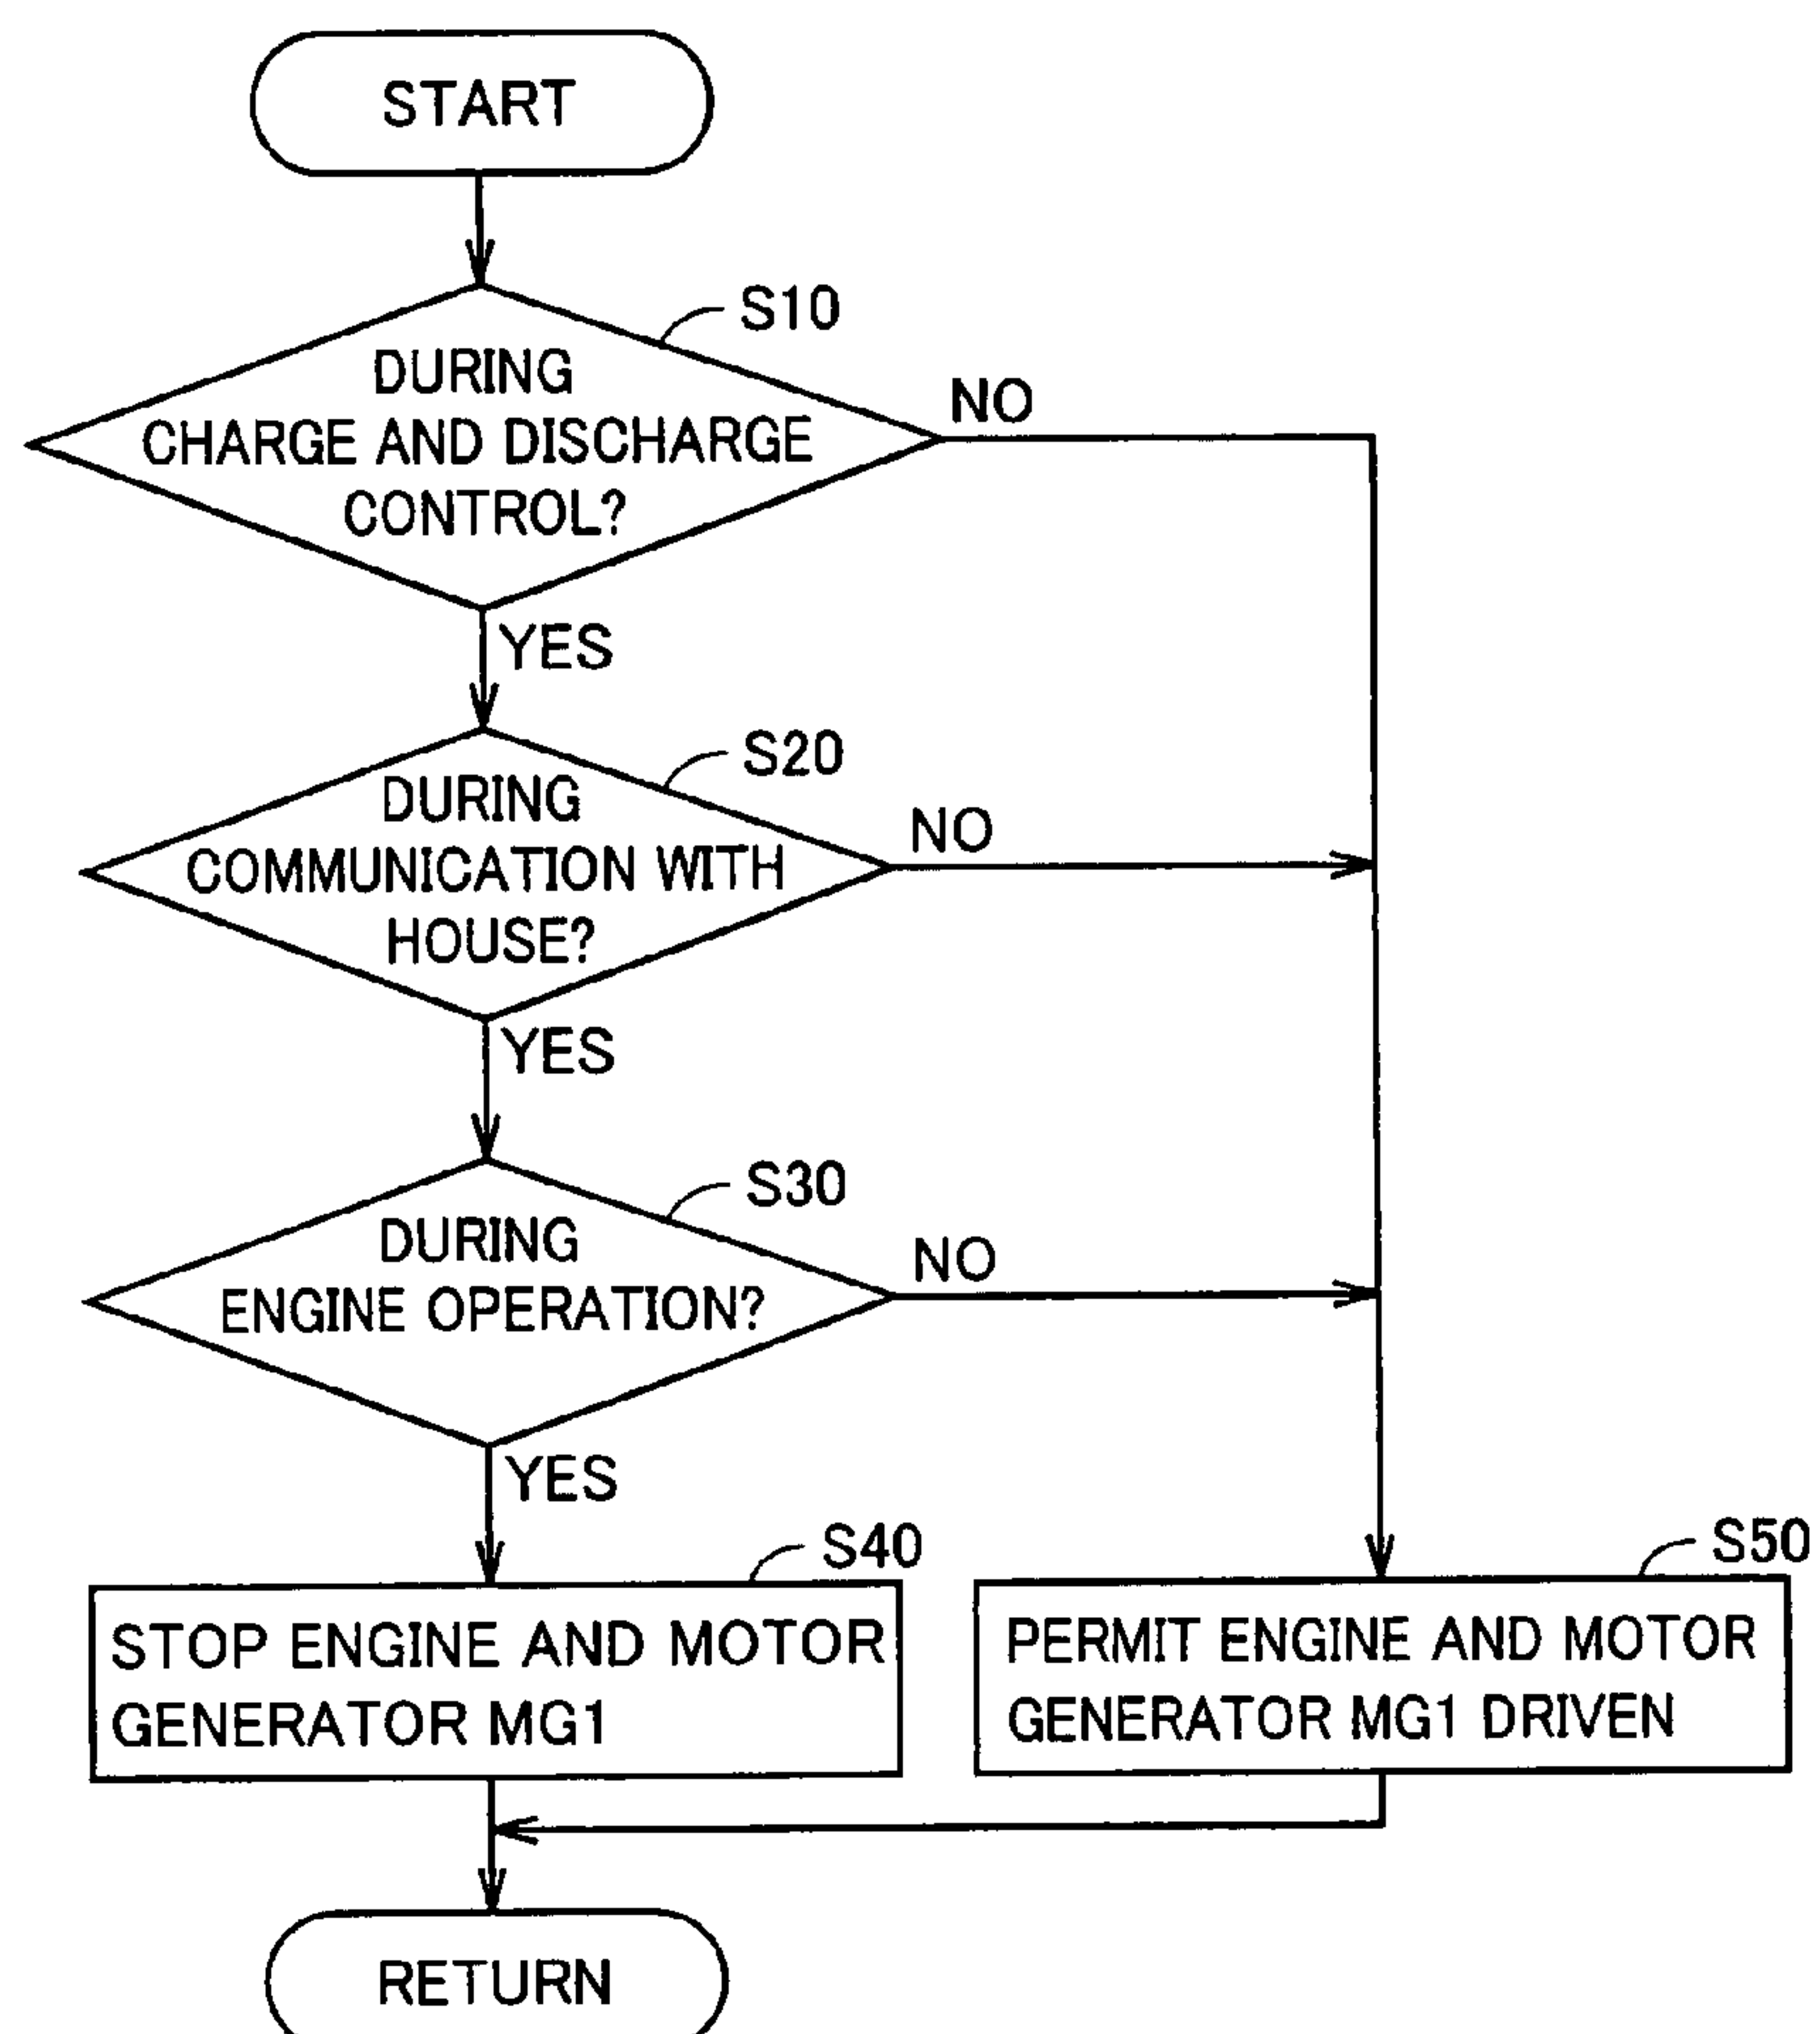 START
S10
DURING
CHARGE AND DISCHARGE
CONTROL?
NO
YES
S20
DURING
COMMUNICATION WITH
HOUSE?
NO
YES
S30
DURING
ENGINE OPERATION?
NO
YES
S40
STOP ENGINE AND MOTOR
GENERATOR MG1
S50
PERMIT ENGINE AND MOTOR
GENERATOR MG1 DRIVEN
RETURN